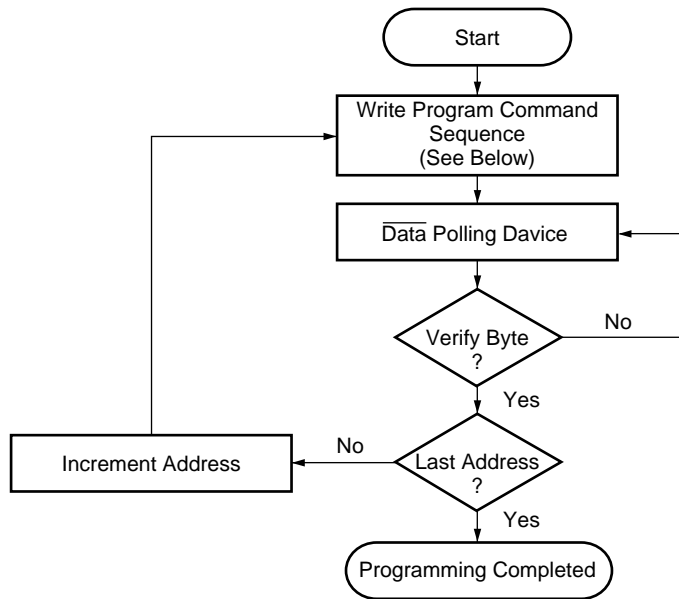 Start
Write Program Command
Sequence
(See Below)
Data Polling Davice
Verify Byte
?
No
Yes
Increment Address
No
Last Address
?
Yes
Programming Completed